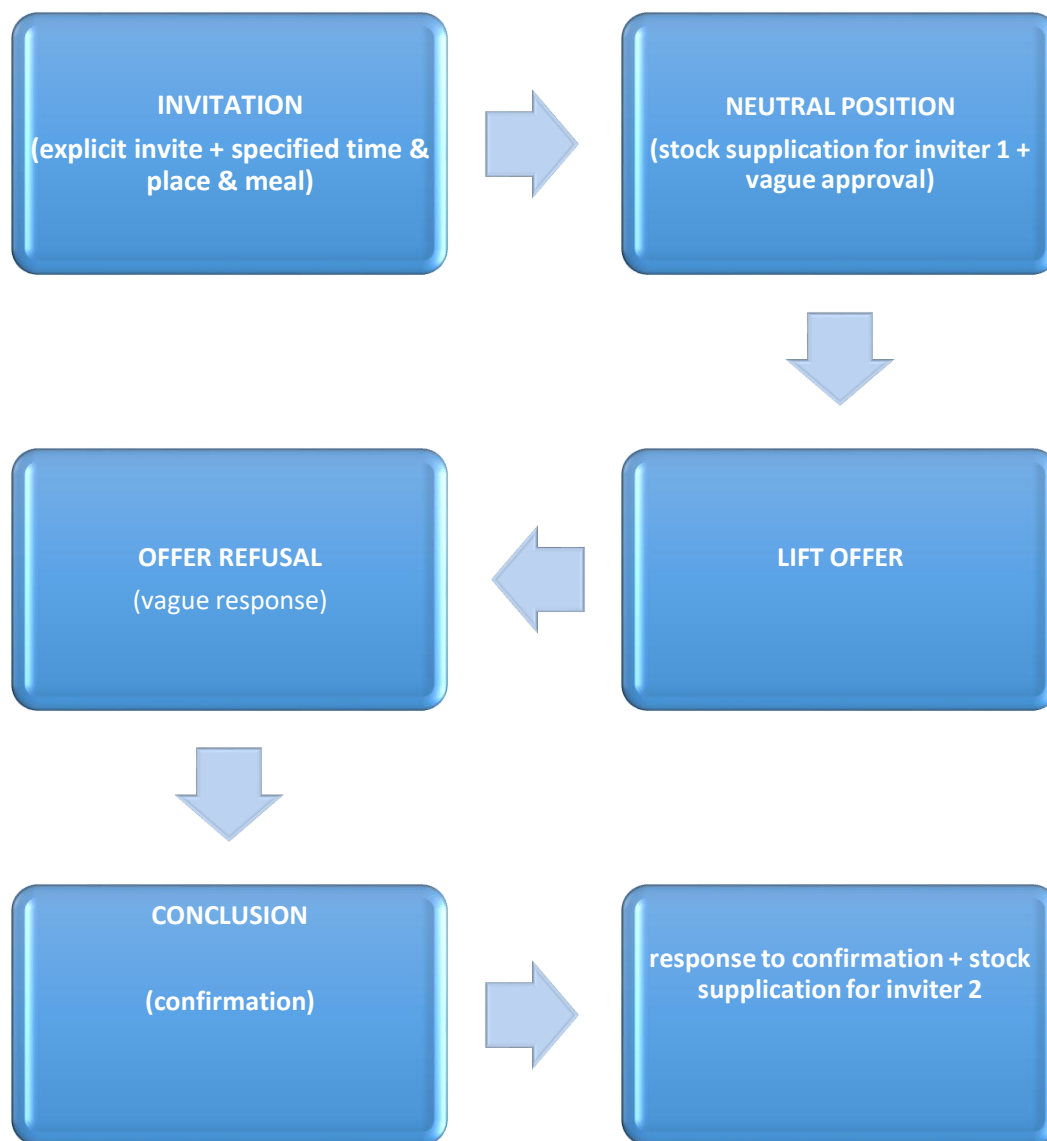 INVITATION
(explicit invite + specified time &
place & meal)
NEUTRAL POSITION
(stock supplication for inviter 1 +
vague approval)
LIFT OFFER
OFFER REFUSAL
(vague response)
CONCLUSION
(confirmation)
response to confirmation + stock
supplication for inviter 2